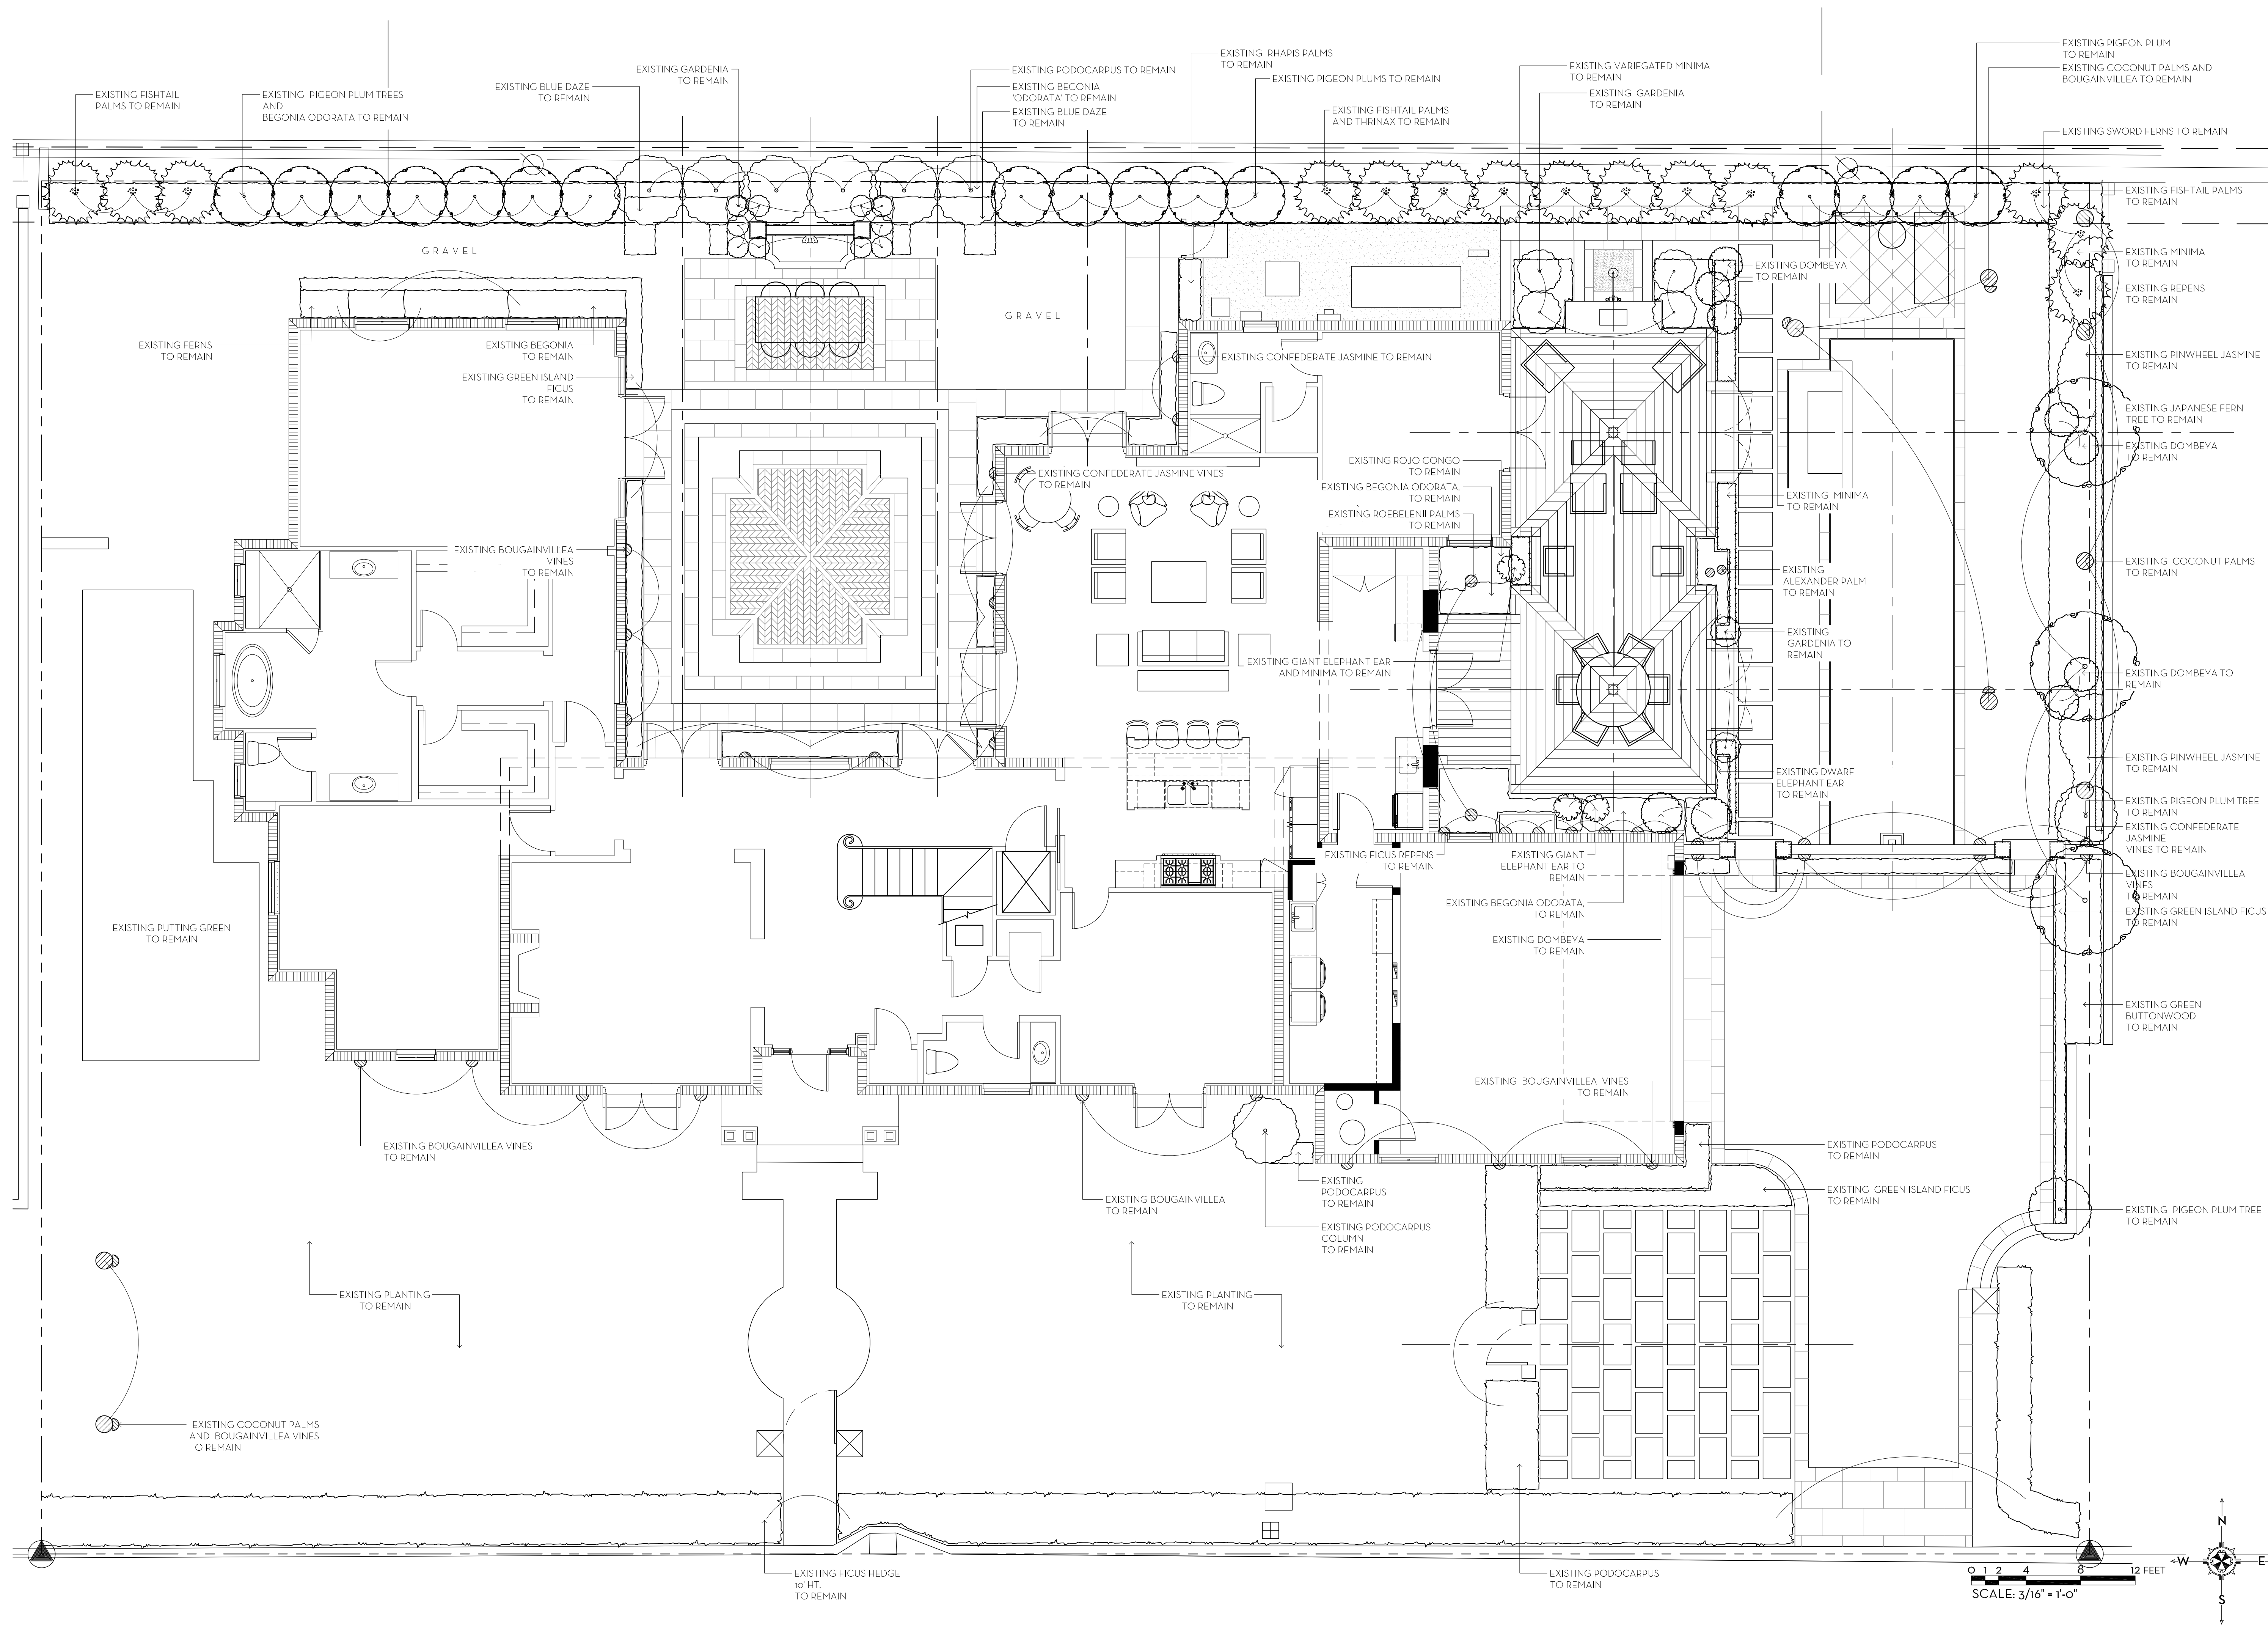 EXISTING FISHTAIL
PALMS TO REMAIN
EXISTING PIGEON PLUM TREES
AND
BEGONIA ODORATA TO REMAIN
EXISTING BLUE DAZE
TO REMAIN
EXISTING GARDENIA
TO REMAIN
EXISTING PODOCARPUS TO REMAIN
EXISTING BEGONIA
'ODORATA' TO REMAIN
EXISTING BLUE DAZE
TO REMAIN
EXISTING RHAPIS PALMS
TO REMAIN
EXISTING PIGEON PLUMS TO REMAIN
EXISTING FISHTAIL PALMS
AND THRINAX TO REMAIN
EXISTING VARIEGATED MINIMA
TO REMAIN
EXISTING GARDENIA
TO REMAIN
EXISTING PIGEON PLUM
TO REMAIN
EXISTING COCONUT PALMS AND
BOUGAINVILLEA TO REMAIN
EXISTING SWORD FERNS TO REMAIN
EXISTING FISHTAIL PALMS
TO REMAIN
EXISTING MINIMA
TO REMAIN
EXISTING REPENS
TO REMAIN
EXISTING PINWHEEL JASMINE
TO REMAIN
EXISTING JAPANESE FERN
TREE TO REMAIN
EXISTING DOMBEYA
TO REMAIN
EXISTING COCONUT PALMS
TO REMAIN
EXISTING DOMBEYA TO
REMAIN
EXISTING PINWHEEL JASMINE
TO REMAIN
EXISTING PIGEON PLUM TREE
TO REMAIN
EXISTING CONFEDERATE
JASMINE
VINES TO REMAIN
EXISTING BOUGAINVILLEA
VINES
TO REMAIN
EXISTING GREEN ISLAND FICUS
TO REMAIN
EXISTING GREEN
BUTTONWOOD
TO REMAIN
EXISTING PIGEON PLUM TREE
TO REMAIN
GRAVEL
GRAVEL
EXISTING FERNS
TO REMAIN
EXISTING BEGONIA
TO REMAIN
EXISTING GREEN ISLAND
FICUS
TO REMAIN
EXISTING BOUGAINVILLEA
VINES
TO REMAIN
EXISTING CONFEDERATE JASMINE TO REMAIN
EXISTING CONFEDERATE JASMINE VINES
TO REMAIN
EXISTING DOMBEYA
TO REMAIN
EXISTING ROJO CONGO
TO REMAIN
EXISTING BEGONIA ODORATA,
TO REMAIN
EXISTING ROEBELENII PALMS
TO REMAIN
EXISTING MINIMA
TO REMAIN
EXISTING
ALEXANDER PALM
TO REMAIN
EXISTING
GARDENIA TO
REMAIN
EXISTING GIANT ELEPHANT EAR
AND MINIMA TO REMAIN
EXISTING DWARF
ELEPHANT EAR
TO REMAIN
EXISTING FICUS REPENS
TO REMAIN
EXISTING GIANT
ELEPHANT EAR TO
REMAIN
EXISTING BEGONIA ODORATA,
TO REMAIN
EXISTING DOMBEYA
TO REMAIN
EXISTING PUTTING GREEN
TO REMAIN
EXISTING BOUGAINVILLEA VINES
TO REMAIN
EXISTING BOUGAINVILLEA VINES
TO REMAIN
EXISTING BOUGAINVILLEA
TO REMAIN
EXISTING
PODOCARPUS
TO REMAIN
EXISTING PODOCARPUS
COLUMN
TO REMAIN
EXISTING PODOCARPUS
TO REMAIN
EXISTING GREEN ISLAND FICUS
TO REMAIN
EXISTING PLANTING
TO REMAIN
EXISTING PLANTING
TO REMAIN
EXISTING COCONUT PALMS
AND BOUGAINVILLEA VINES
TO REMAIN
EXISTING FICUS HEDGE
10' HT.
TO REMAIN
EXISTING PODOCARPUS
TO REMAIN
0 1 2 4 8 12 FEET
SCALE: 3/16" = 1'-0"
N
W E
S